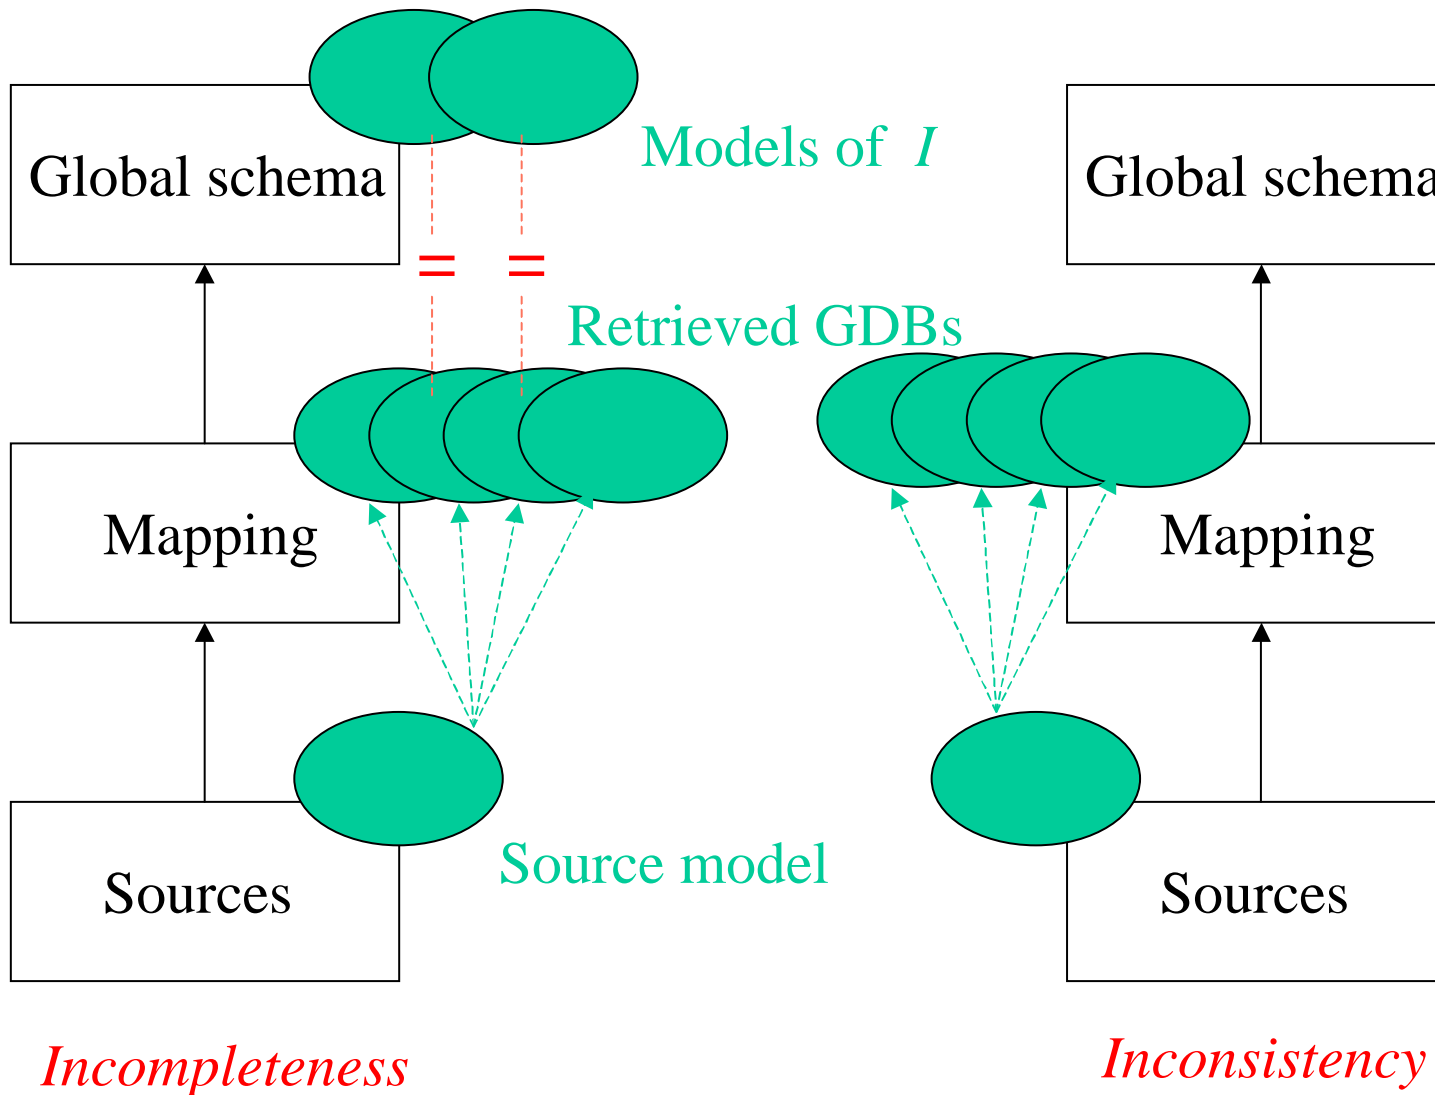 Models of I
Global schema
Global schema
= =
Retrieved GDBs
Mapping
Mapping
Source model
Sources
Sources
Incompleteness
Inconsistency